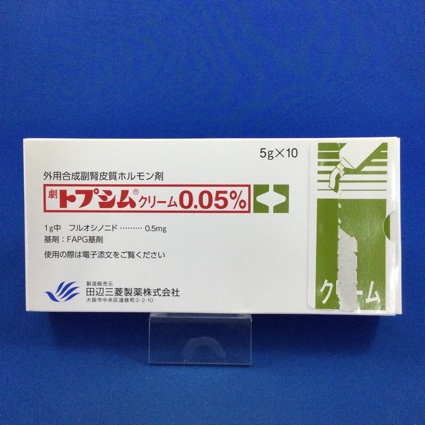 5g×10
外用合成副腎皮質ホルモン剤
劇 トプシム®クリーム0.05%
1g中 フルオシノニド ……… 0.5mg
基剤：FAPG基剤
使用の際は電子添文をご覧ください
製造販売元
田辺三菱製薬株式会社
大阪市中央区道修町3-2-10
クリーム